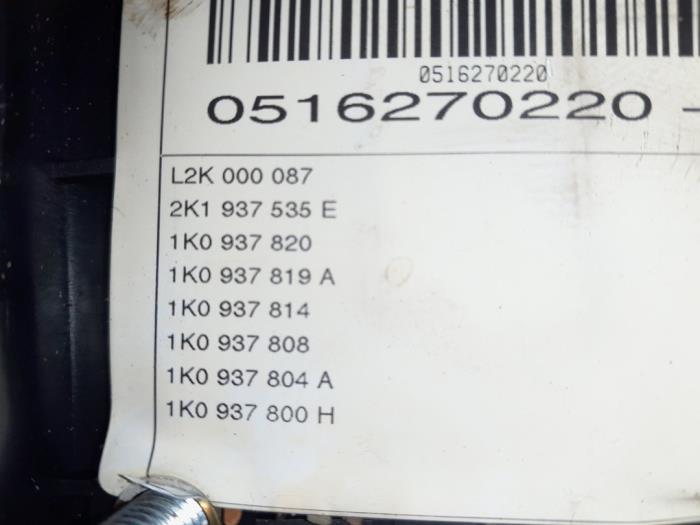 0516270220
0516270220 -
L2K 000 087
2K1 937 535 E
1K0 937 820
1K0 937 819 A
1K0 937 814
1K0 937 808
1K0 937 804 A
1K0 937 800 H